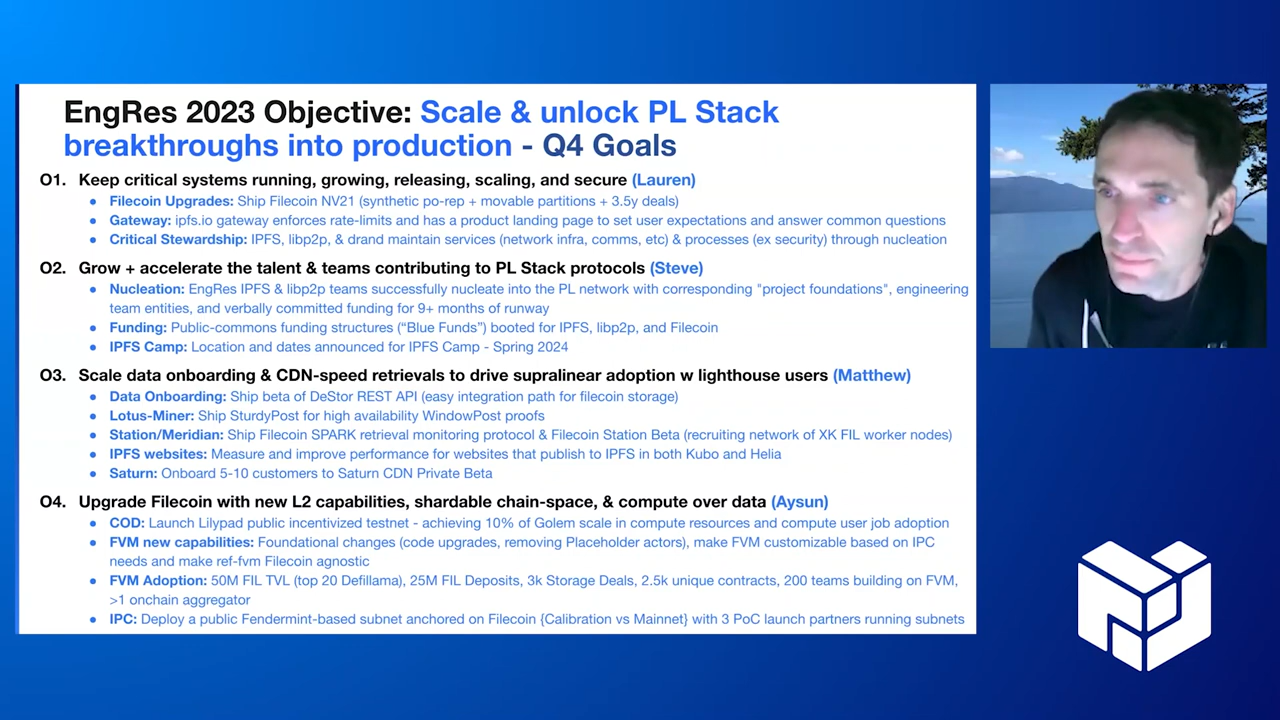 EngRes 2023 Objective: Scale & unlock PL Stack
breakthroughs into production - Q4 Goals
O1. Keep critical systems running, growing, releasing, scaling, and secure (Lauren)
● Filecoin Upgrades: Ship Filecoin NV21 (synthetic po-rep + movable partitions + 3.5y deals)
● Gateway: ipfs.io gateway enforces rate-limits and has a product landing page to set user expectations and answer common questions
● Critical Stewardship: IPFS, libp2p, & drand maintain services (network infra, comms, etc) & processes (ex security) through nucleation
O2. Grow + accelerate the talent & teams contributing to PL Stack protocols (Steve)
● Nucleation: EngRes IPFS & libp2p teams successfully nucleate into the PL network with corresponding "project foundations", engineering
team entities, and verbally committed funding for 9+ months of runway
● Funding: Public-commons funding structures (“Blue Funds”) booted for IPFS, libp2p, and Filecoin
● IPFS Camp: Location and dates announced for IPFS Camp - Spring 2024
O3. Scale data onboarding & CDN-speed retrievals to drive supralinear adoption w lighthouse users (Matthew)
● Data Onboarding: Ship beta of DeStor REST API (easy integration path for filecoin storage)
● Lotus-Miner: Ship SturdyPost for high availability WindowPost proofs
● Station/Meridian: Ship Filecoin SPARK retrieval monitoring protocol & Filecoin Station Beta (recruiting network of XK FIL worker nodes)
● IPFS websites: Measure and improve performance for websites that publish to IPFS in both Kubo and Helia
● Saturn: Onboard 5-10 customers to Saturn CDN Private Beta
O4. Upgrade Filecoin with new L2 capabilities, shardable chain-space, & compute over data (Aysun)
● COD: Launch Lilypad public incentivized testnet - achieving 10% of Golem scale in compute resources and compute user job adoption
● FVM new capabilities: Foundational changes (code upgrades, removing Placeholder actors), make FVM customizable based on IPC
needs and make ref-fvm Filecoin agnostic
● FVM Adoption: 50M FIL TVL (top 20 Defillama), 25M FIL Deposits, 3k Storage Deals, 2.5k unique contracts, 200 teams building on FVM,
>1 onchain aggregator
● IPC: Deploy a public Fendermint-based subnet anchored on Filecoin {Calibration vs Mainnet} with 3 PoC launch partners running subnets